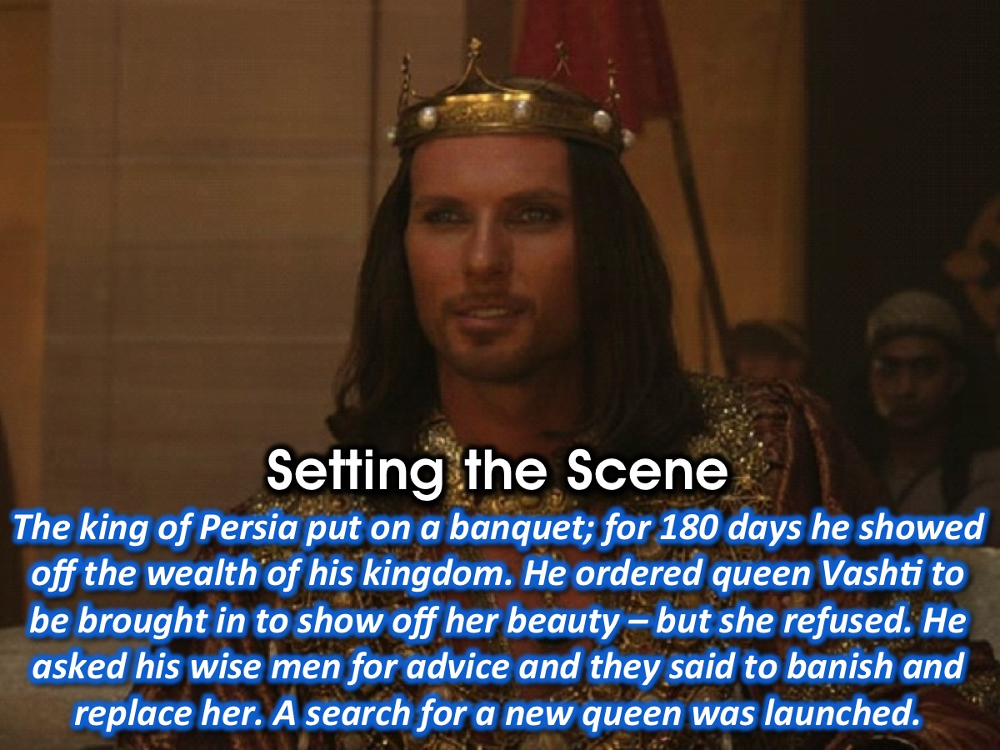 Setting the Scene
The king of Persia put on a banquet; for 180 days he showed
off the wealth of his kingdom. He ordered queen Vashti to
be brought in to show off her beauty – but she refused. He
asked his wise men for advice and they said to banish and
replace her. A search for a new queen was launched.